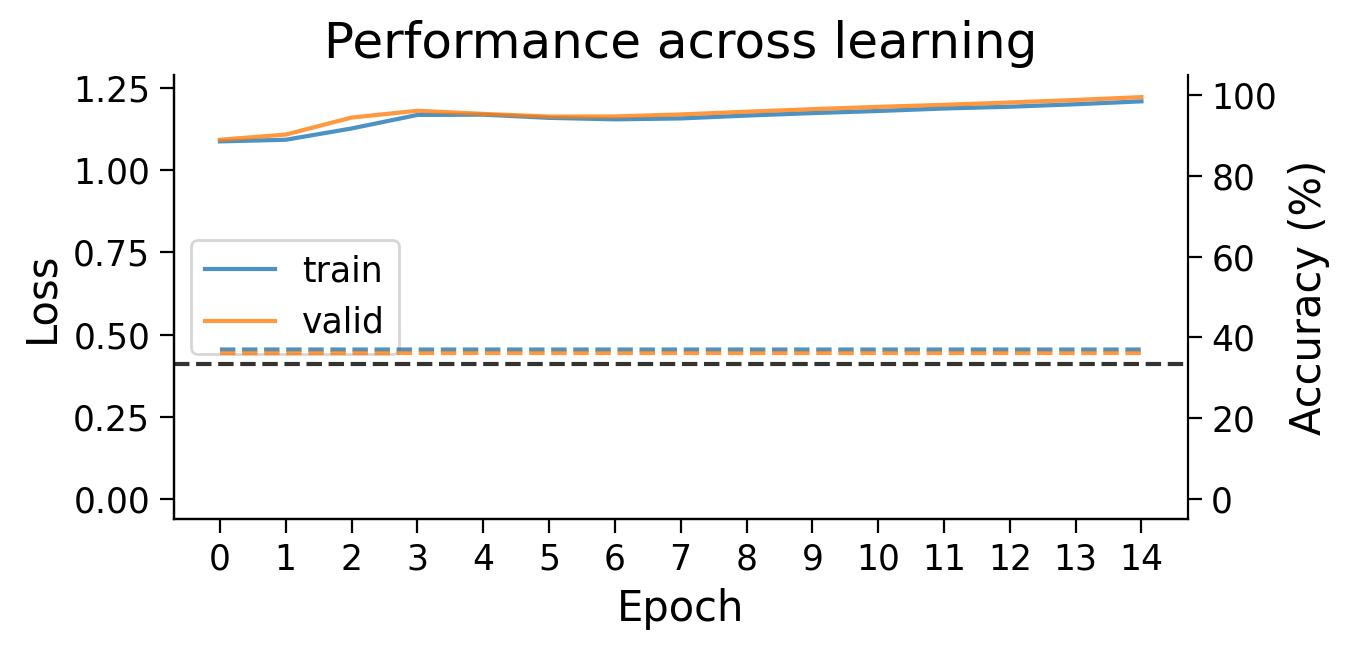 Performance across learning
Loss
1.25
1.00
0.75
0.50
0.25
0.00
train
valid
100
80
60
40
20
0
Accuracy (%)
0 1 2 3 4 5 6 7 8 9 10 11 12 13 14
Epoch